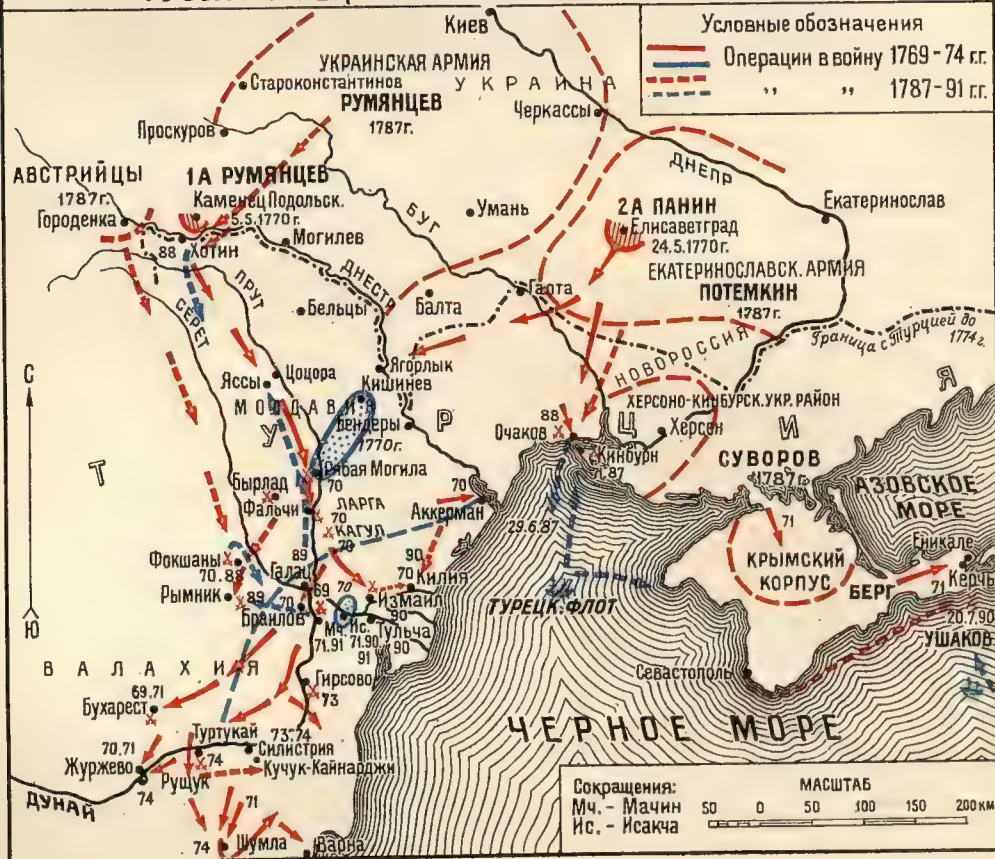 Киев
Условные обозначения
Операции в войну 1769-74 г.г.
„ „ 1787-91 г.г.
УКРАИНСКАЯ АРМИЯ
Староконстантинов
УКРАИНА
РУМЯНЦЕВ
1787г.
Черкассы
Проскуров
ДНЕПР
АВСТРИЙЦЫ
1787г.
1А РУМЯНЦЕВ
Каменец Подольск.
5.5.1770г.
Городенка
БУГ
Умань
2А ПАНИН
Елисаветград
24.5.1770г.
Екатеринослав
88
Хотин
Могилев
ДНЕСТР
ЕКАТЕРИНОСЛАВСК. АРМИЯ
ПОТЕМКИН
1787г.
ПРУТ
СЕРЕТ
Бельцы
Балта
Галта
Граница с Турцией до 1774г.
НОВОРОССИЯ
С
Яссы
Цоцора
Ягорлык
Кишинев
МОЛДАВИЯ
Бендеры
1770г.
ХЕРСОНО-КИНБУРСК. УКР. РАЙОН
88
Очаков
Херсон
Кинбурн
87
СУВОРОВ
1787г.
ТУРЦИЯ
Рябая Могила
70
Бырлад
Фальчи
ЛАРГА
70
КАГУЛ
70
70
Аккерман
29.6.87
АЗОВСКОЕ
МОРЕ
71
Фокшаны
70.88
89
Галац
69
70
90
70
Килия
КРЫМСКИЙ
КОРПУС
Еникале
Керчь
БЕРГ
71
Рымник
89
Браилов
70
Измаил
90
ТУРЕЦК. ФЛОТ
20.7.90
УШАКОВ
Мч.
71.91
Ис.
71.90
91
Тульча
90
Ю
ВАЛАХИЯ
Гирсово
73
Севастополь
69.71
Бухарест
ЧЕРНОЕ МОРЕ
73.74
Туртукай
74
Силистрия
70.71
Журжево
74
Рущук
Кучук-Кайнарджи
ДУНАЙ
71
74
Шумла
Варна
Сокращения:
Мч. - Мачин
Ис. - Исакча
МАСШТАБ
50 0 50 100 150 200км